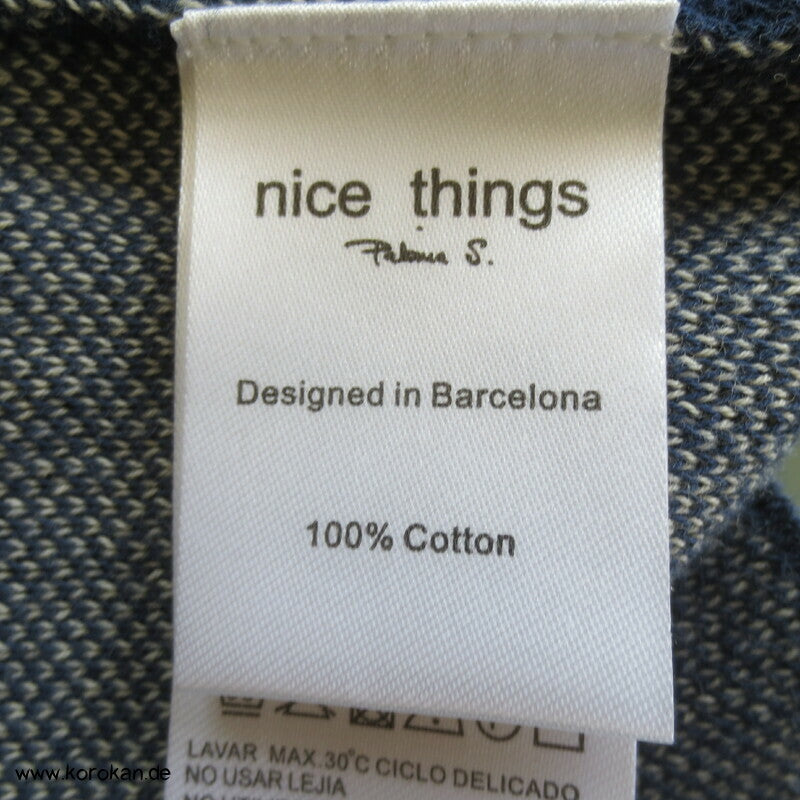 nice things
Paloma S.
Designed in Barcelona
100% Cotton
LAVAR MAX.30°C CICLO DELICADO
NO USAR LEJIA
www.korokan.de